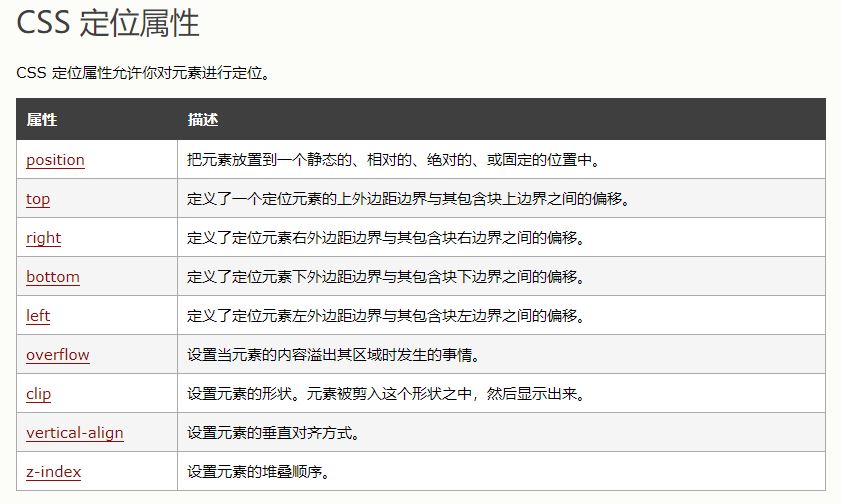 CSS 定位属性
CSS 定位属性允许你对元素进行定位。
属性 描述
position 把元素放置到一个静态的、相对的、绝对的、或固定的位置中。
top 定义了一个定位元素的上外边距边界与其包含块上边界之间的偏移。
right 定义了定位元素右外边距边界与其包含块右边界之间的偏移。
bottom 定义了定位元素下外边距边界与其包含块下边界之间的偏移。
left 定义了定位元素左外边距边界与其包含块左边界之间的偏移。
overflow 设置当元素的内容溢出其区域时发生的事情。
clip 设置元素的形状。元素被剪入这个形状之中，然后显示出来。
vertical-align 设置元素的垂直对齐方式。
z-index 设置元素的堆叠顺序。